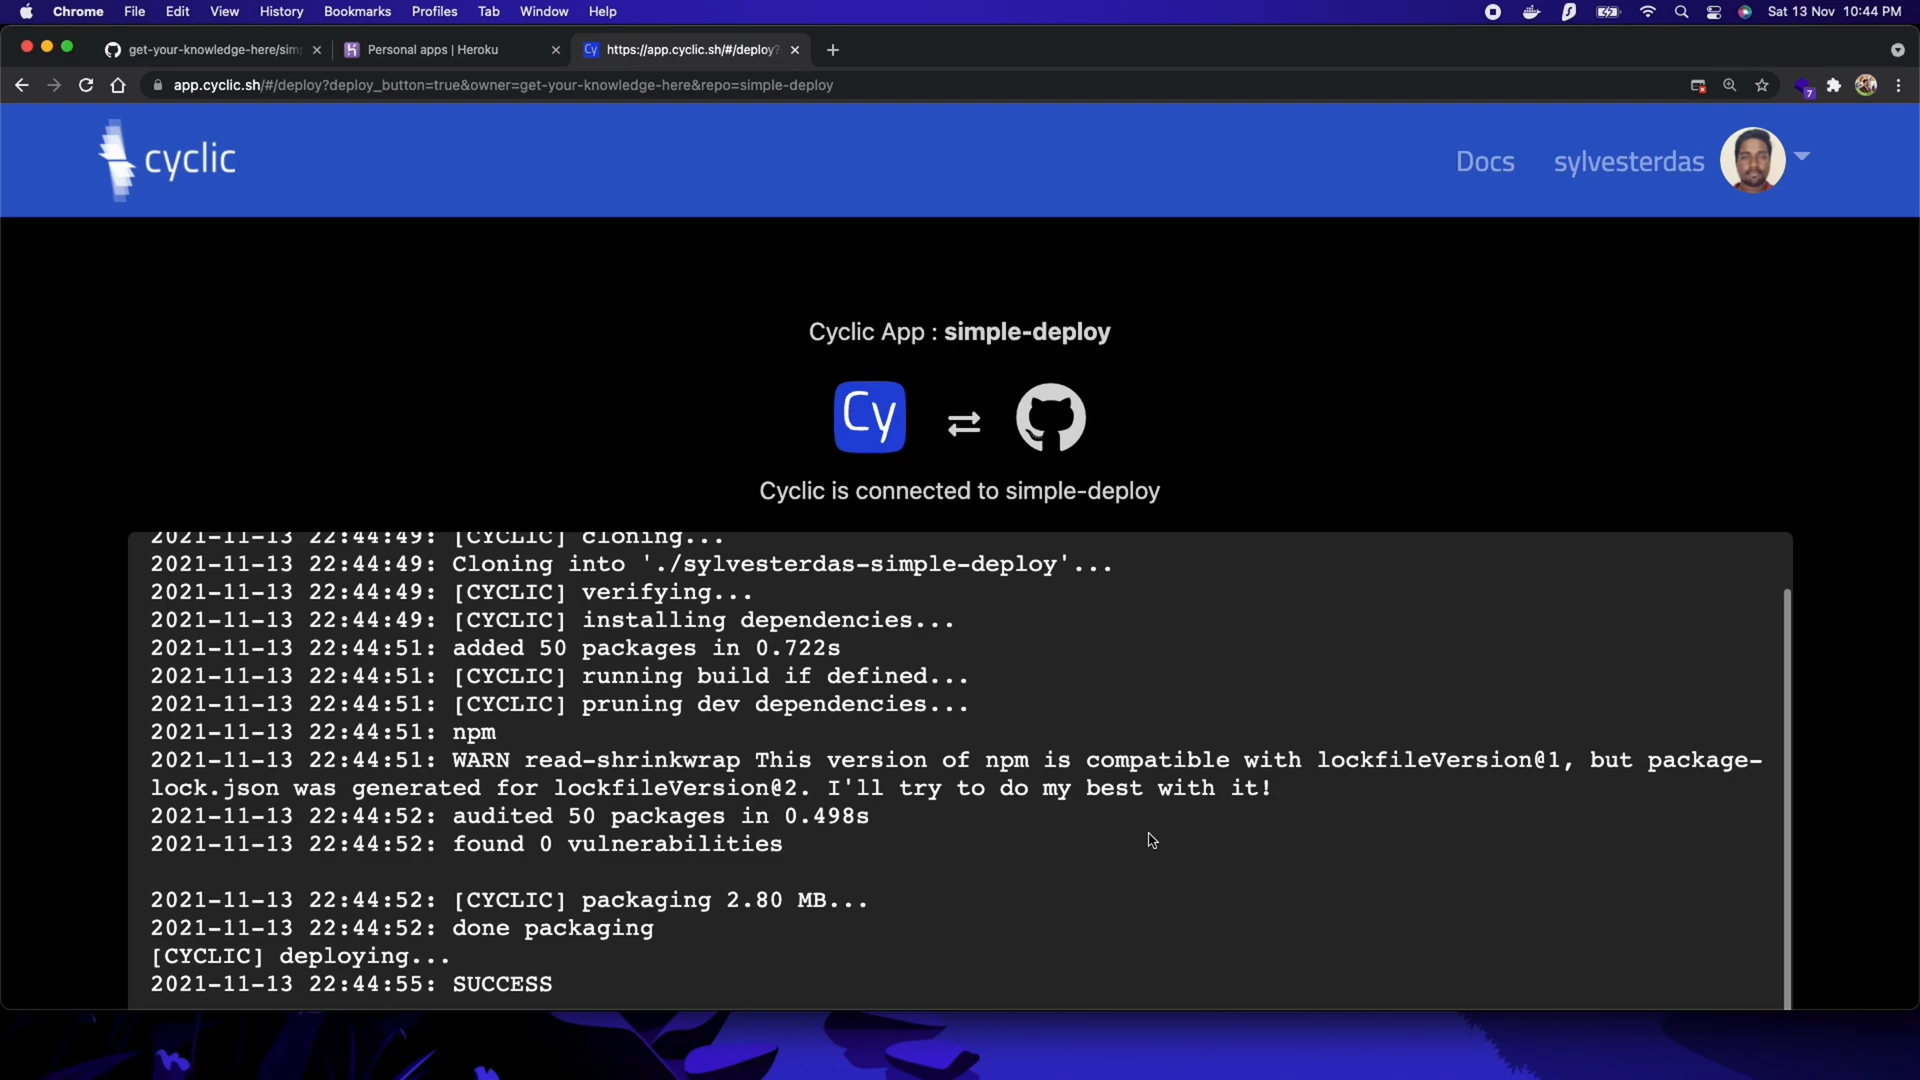 Chrome File Edit View History Bookmarks Profiles Tab Window Help Sat 13 Nov 10:44 PM
get-your-knowledge-here/sim Personal apps | Heroku Cy https://app.cyclic.sh/#/deploy?
app.cyclic.sh/#/deploy?deploy_button=true&owner=get-your-knowledge-here&repo=simple-deploy 7
cyclic Docs sylvesterdas
Cyclic App : simple-deploy
Cy
Cyclic is connected to simple-deploy
2021-11-13 22:44:49: [CYCLIC] cloning...
2021-11-13 22:44:49: Cloning into './sylvesterdas-simple-deploy'...
2021-11-13 22:44:49: [CYCLIC] verifying...
2021-11-13 22:44:49: [CYCLIC] installing dependencies...
2021-11-13 22:44:51: added 50 packages in 0.722s
2021-11-13 22:44:51: [CYCLIC] running build if defined...
2021-11-13 22:44:51: [CYCLIC] pruning dev dependencies...
2021-11-13 22:44:51: npm
2021-11-13 22:44:51: WARN read-shrinkwrap This version of npm is compatible with lockfileVersion@1, but package-
lock.json was generated for lockfileVersion@2. I'll try to do my best with it!
2021-11-13 22:44:52: audited 50 packages in 0.498s
2021-11-13 22:44:52: found 0 vulnerabilities
2021-11-13 22:44:52: [CYCLIC] packaging 2.80 MB...
2021-11-13 22:44:52: done packaging
[CYCLIC] deploying...
2021-11-13 22:44:55: SUCCESS